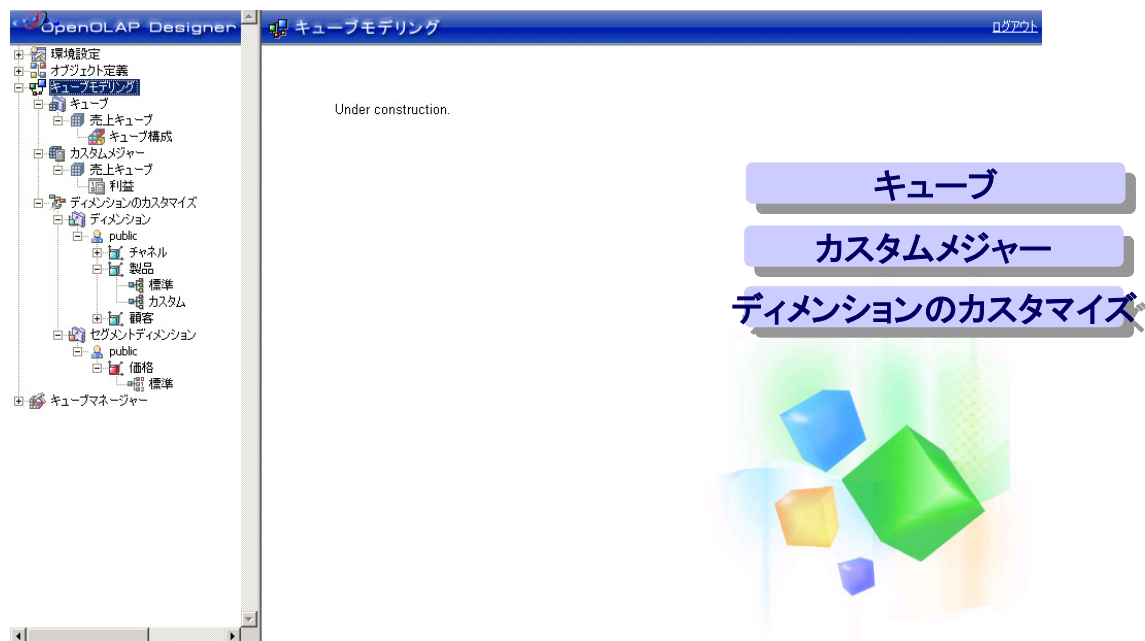 OpenOLAP Designer
環境設定
オブジェクト定義
キューブモデリング
キューブ
売上キューブ
キューブ構成
カスタムメジャー
売上キューブ
利益
ディメンションのカスタマイズ
ディメンション
public
チャネル
製品
標準
カスタム
顧客
セグメントディメンション
public
価格
標準
キューブマネージャー
キューブモデリング
ログアウト
Under construction.
キューブ
カスタムメジャー
ディメンションのカスタマイズ